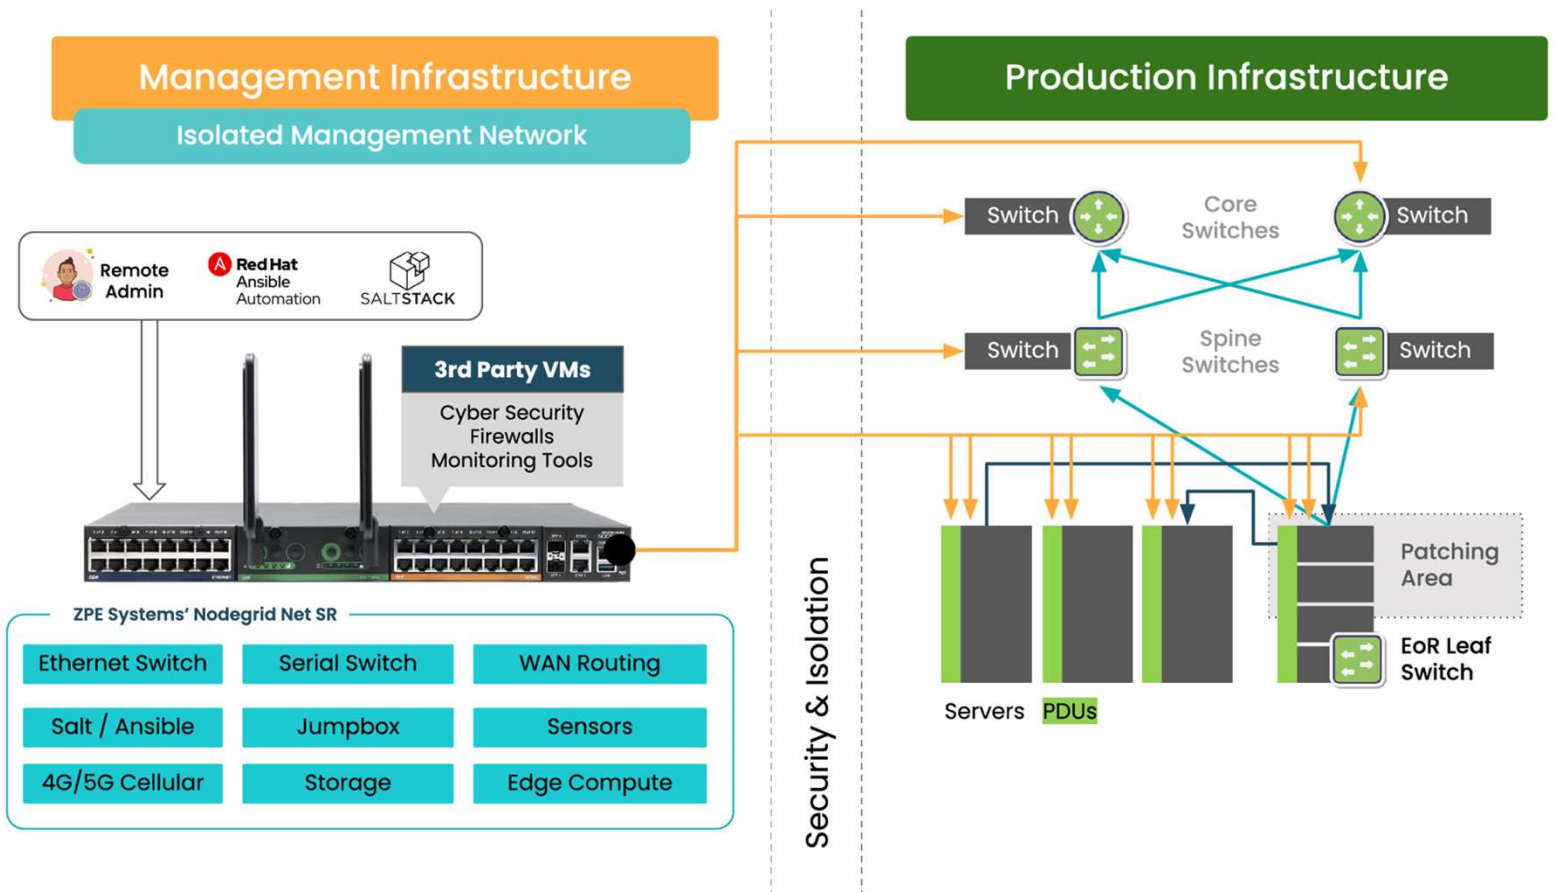 Management Infrastructure
Isolated Management Network
Production Infrastructure
Remote
Admin
Red Hat
Ansible
Automation
SALTSTACK
3rd Party VMs
Cyber Security
Firewalls
Monitoring Tools
ZPE Systems’ Nodegrid Net SR
Ethernet Switch
Serial Switch
WAN Routing
Salt / Ansible
Jumpbox
Sensors
4G/5G Cellular
Storage
Edge Compute
Security & Isolation
Switch
Core
Switches
Switch
Switch
Spine
Switches
Switch
Patching
Area
EoR Leaf
Switch
Servers
PDUs